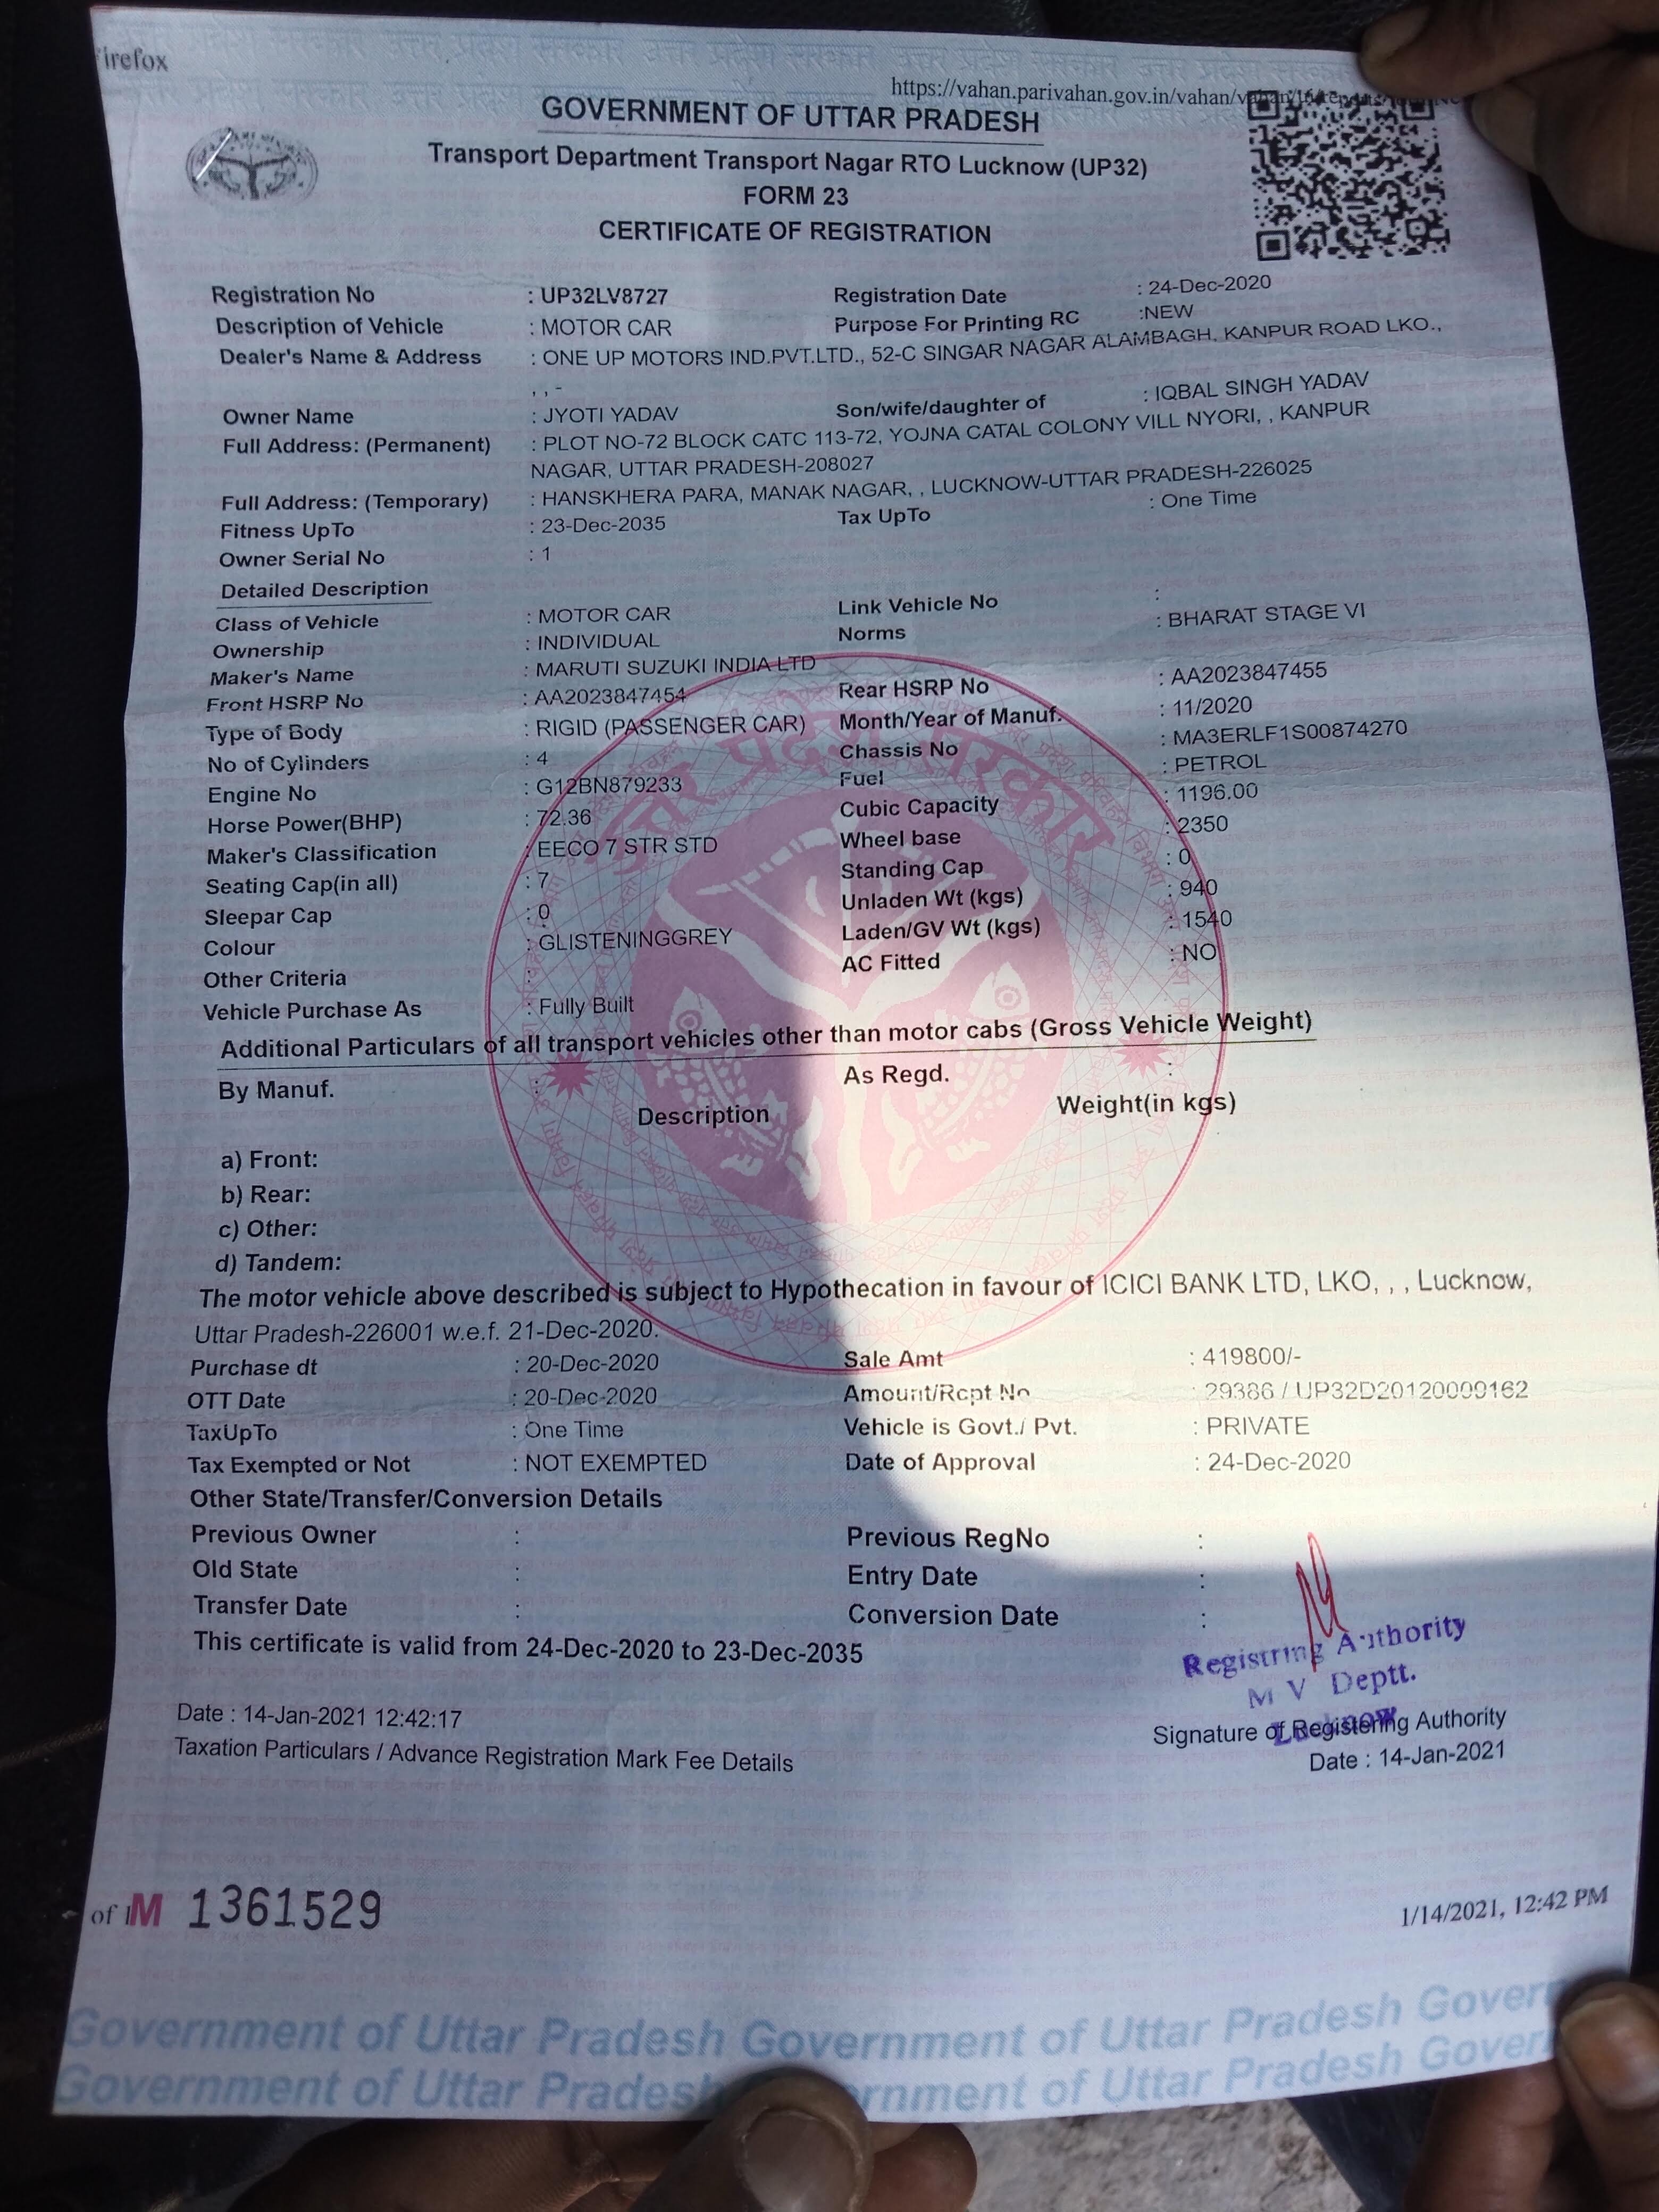 irefox
https://vahan.parivahan.gov.in/vahan/
GOVERNMENT OF UTTAR PRADESH
Transport Department Transport Nagar RTO Lucknow (UP32)
FORM 23
CERTIFICATE OF REGISTRATION
Registration No : UP32LV8727 Registration Date : 24-Dec-2020
Description of Vehicle : MOTOR CAR Purpose For Printing RC :NEW
Dealer's Name & Address : ONE UP MOTORS IND.PVT.LTD., 52-C SINGAR NAGAR ALAMBAGH, KANPUR ROAD LKO.,
, , -
Owner Name : JYOTI YADAV Son/wife/daughter of : IQBAL SINGH YADAV
Full Address: (Permanent) : PLOT NO-72 BLOCK CATC 113-72, YOJNA CATAL COLONY VILL NYORI, , KANPUR
NAGAR, UTTAR PRADESH-208027
Full Address: (Temporary) : HANSKHERA PARA, MANAK NAGAR, , LUCKNOW-UTTAR PRADESH-226025
Fitness UpTo : 23-Dec-2035 Tax UpTo : One Time
Owner Serial No : 1
Detailed Description
Class of Vehicle : MOTOR CAR Link Vehicle No :
Ownership : INDIVIDUAL Norms : BHARAT STAGE VI
Maker's Name : MARUTI SUZUKI INDIA LTD
Front HSRP No : AA2023847454 Rear HSRP No : AA2023847455
Type of Body : RIGID (PASSENGER CAR) Month/Year of Manuf. : 11/2020
No of Cylinders : 4 Chassis No : MA3ERLF1S00874270
Engine No : G12BN879233 Fuel : PETROL
Horse Power(BHP) : 72.36 Cubic Capacity : 1196.00
Maker's Classification : EECO 7 STR STD Wheel base : 2350
Seating Cap(in all) : 7 Standing Cap : 0
Sleepar Cap : 0 Unladen Wt (kgs) : 940
Colour : GLISTENINGGREY Laden/GV Wt (kgs) : 1540
Other Criteria : AC Fitted : NO
Vehicle Purchase As : Fully Built
Additional Particulars of all transport vehicles other than motor cabs (Gross Vehicle Weight)
By Manuf. : As Regd. :
Description Weight(in kgs)
a) Front:
b) Rear:
c) Other:
d) Tandem:
The motor vehicle above described is subject to Hypothecation in favour of ICICI BANK LTD, LKO, , , Lucknow,
Uttar Pradesh-226001 w.e.f. 21-Dec-2020.
Purchase dt : 20-Dec-2020 Sale Amt : 419800/-
OTT Date : 20-Dec-2020 Amount/Rcpt No : 29386 / UP32D20120009162
TaxUpTo : One Time Vehicle is Govt./ Pvt. : PRIVATE
Tax Exempted or Not : NOT EXEMPTED Date of Approval : 24-Dec-2020
Other State/Transfer/Conversion Details
Previous Owner : Previous RegNo :
Old State : Entry Date :
Transfer Date : Conversion Date :
This certificate is valid from 24-Dec-2020 to 23-Dec-2035
Registring Authority
M V Deptt.
Lucknow
Date : 14-Jan-2021 12:42:17 Signature of Registering Authority
Taxation Particulars / Advance Registration Mark Fee Details Date : 14-Jan-2021
of 1 M 1361529 1/14/2021, 12:42 PM
उत्तर प्रदेश सरकार
Government of Uttar Pradesh Government of Uttar Pradesh Govern
Government of Uttar Pradesh ernment of Uttar Pradesh Govern